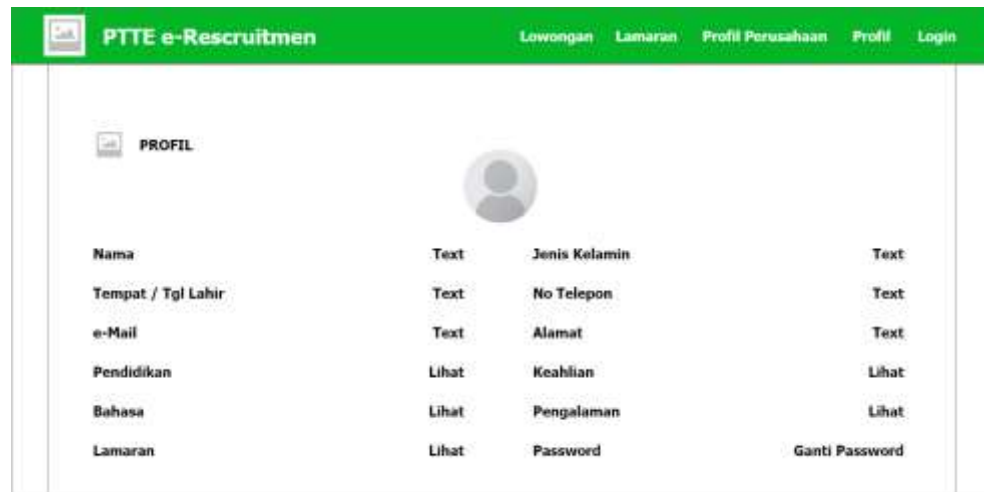 PTTE e-Rescruitmen Lowongan Lamaran Profil Perusahaan Profil Login
PROFIL
Nama Text Jenis Kelamin Text
Tempat / Tgl Lahir Text No Telepon Text
e-Mail Text Alamat Text
Pendidikan Lihat Keahlian Lihat
Bahasa Lihat Pengalaman Lihat
Lamaran Lihat Password Ganti Password